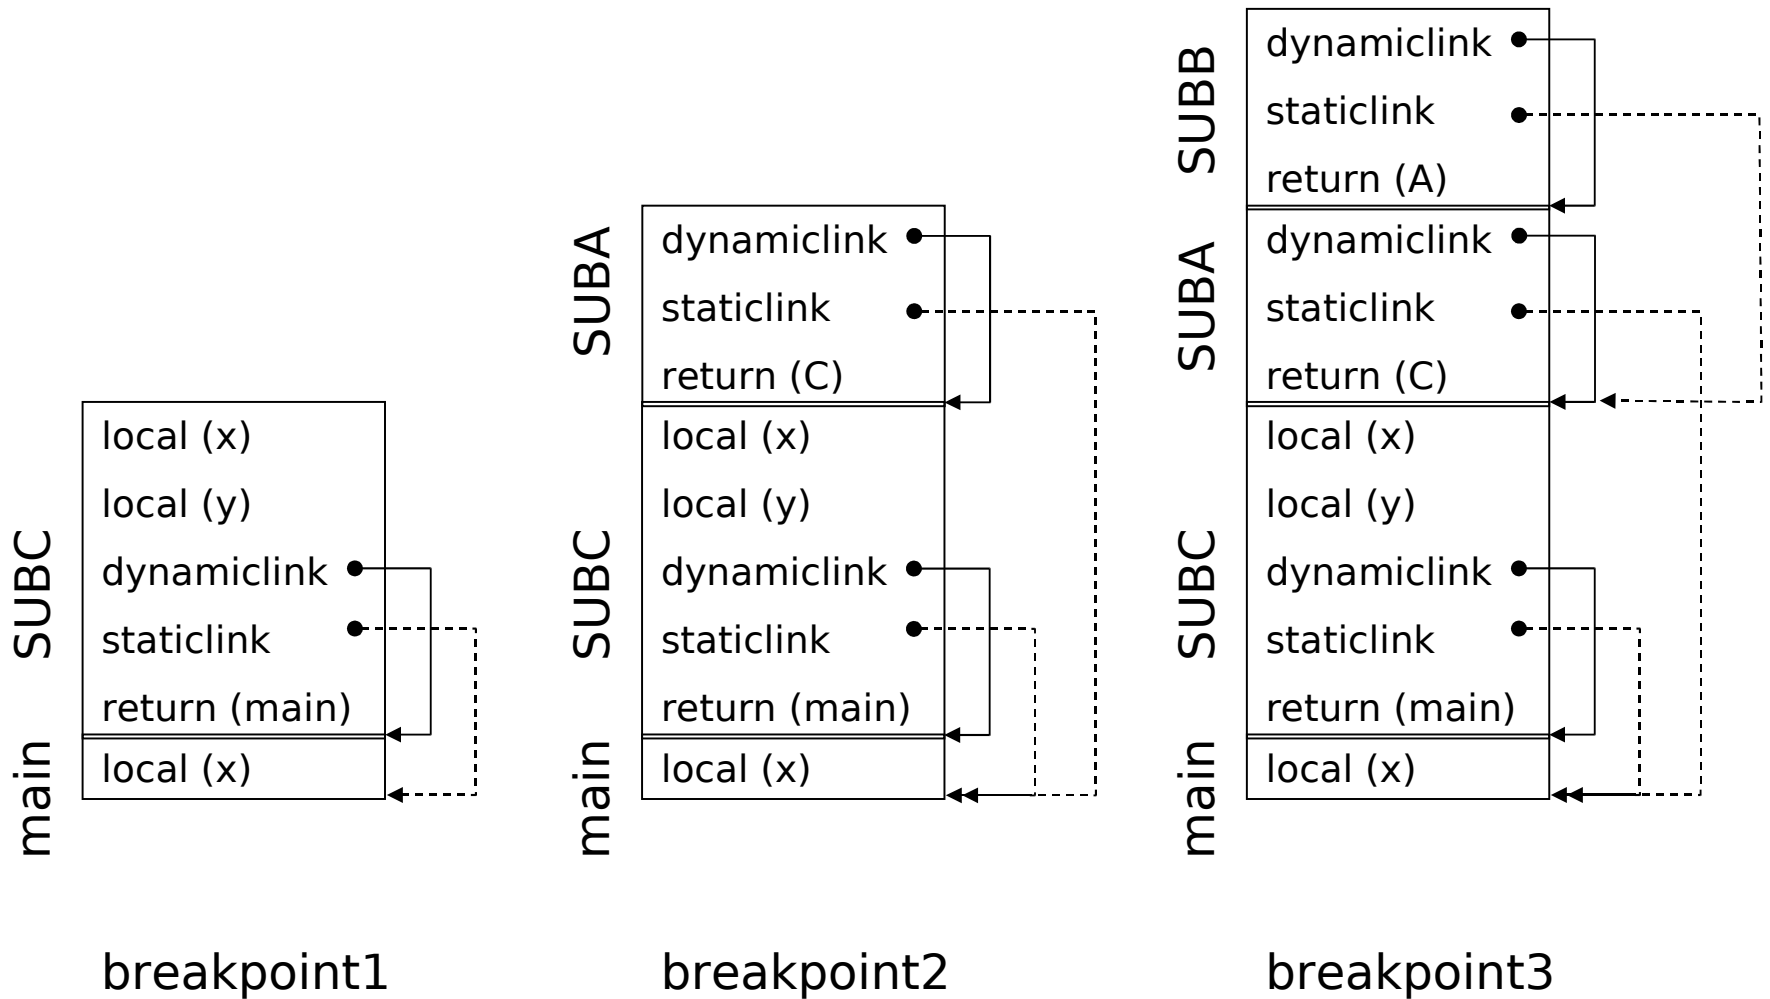 SUBC
local (x)
local (y)
dynamiclink
staticlink
return (main)
main
local (x)
breakpoint1
SUBA
dynamiclink
staticlink
return (C)
SUBC
local (x)
local (y)
dynamiclink
staticlink
return (main)
main
local (x)
breakpoint2
SUBB
dynamiclink
staticlink
return (A)
SUBA
dynamiclink
staticlink
return (C)
SUBC
local (x)
local (y)
dynamiclink
staticlink
return (main)
main
local (x)
breakpoint3